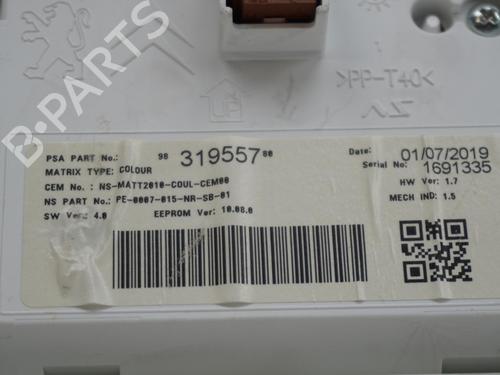 >PP-T40<
B-PARTS
PSA PART No.: 98 319557 80
MATRIX TYPE: COLOUR
CEM No.: NS-MATT2010-COUL-CEM00
NS PART No.: PE-0007-015-NR-SB-01
SW Ver: 4.0 EEPROM Ver: 10.08.0
Date: 01/07/2019
Serial No.: 1691335
HW Ver: 1.7
MECH IND: 1.5